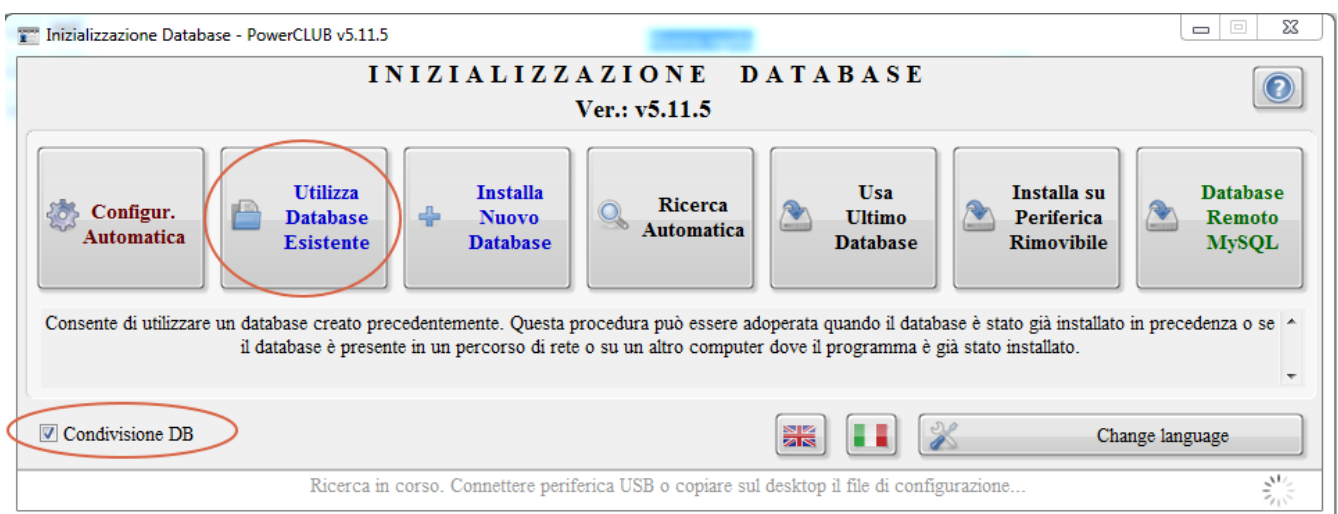 Inizializzazione Database - PowerCLUB v5.11.5
INIZIALIZZAZIONE DATABASE
Ver.: v5.11.5
Configur.
Automatica
Utilizza
Database
Esistente
Installa
Nuovo
Database
Ricerca
Automatica
Usa
Ultimo
Database
Installa su
Periferica
Rimovibile
Database
Remoto
MySQL
Consente di utilizzare un database creato precedentemente. Questa procedura può essere adoperata quando il database è stato già installato in precedenza o se
il database è presente in un percorso di rete o su un altro computer dove il programma è già stato installato.
Condivisione DB
Change language
Ricerca in corso. Connettere periferica USB o copiare sul desktop il file di configurazione...